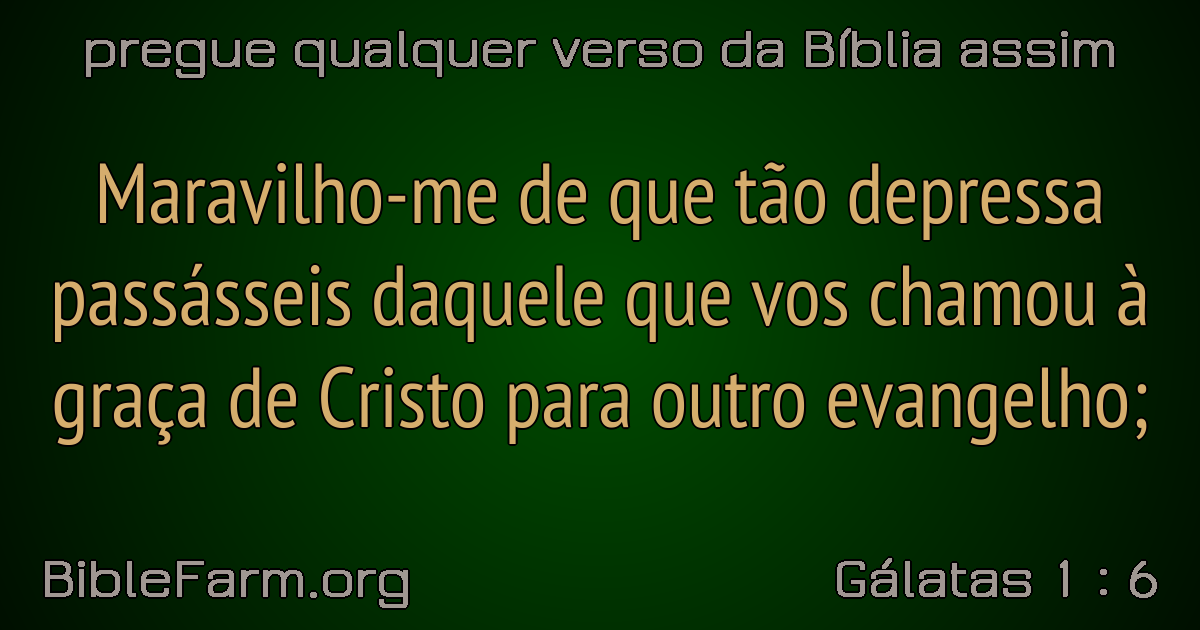 pregue qualquer verso da Bíblia assim
Maravilho-me de que tão depressa
passásseis daquele que vos chamou à
graça de Cristo para outro evangelho;
BibleFarm.org
Gálatas 1 : 6